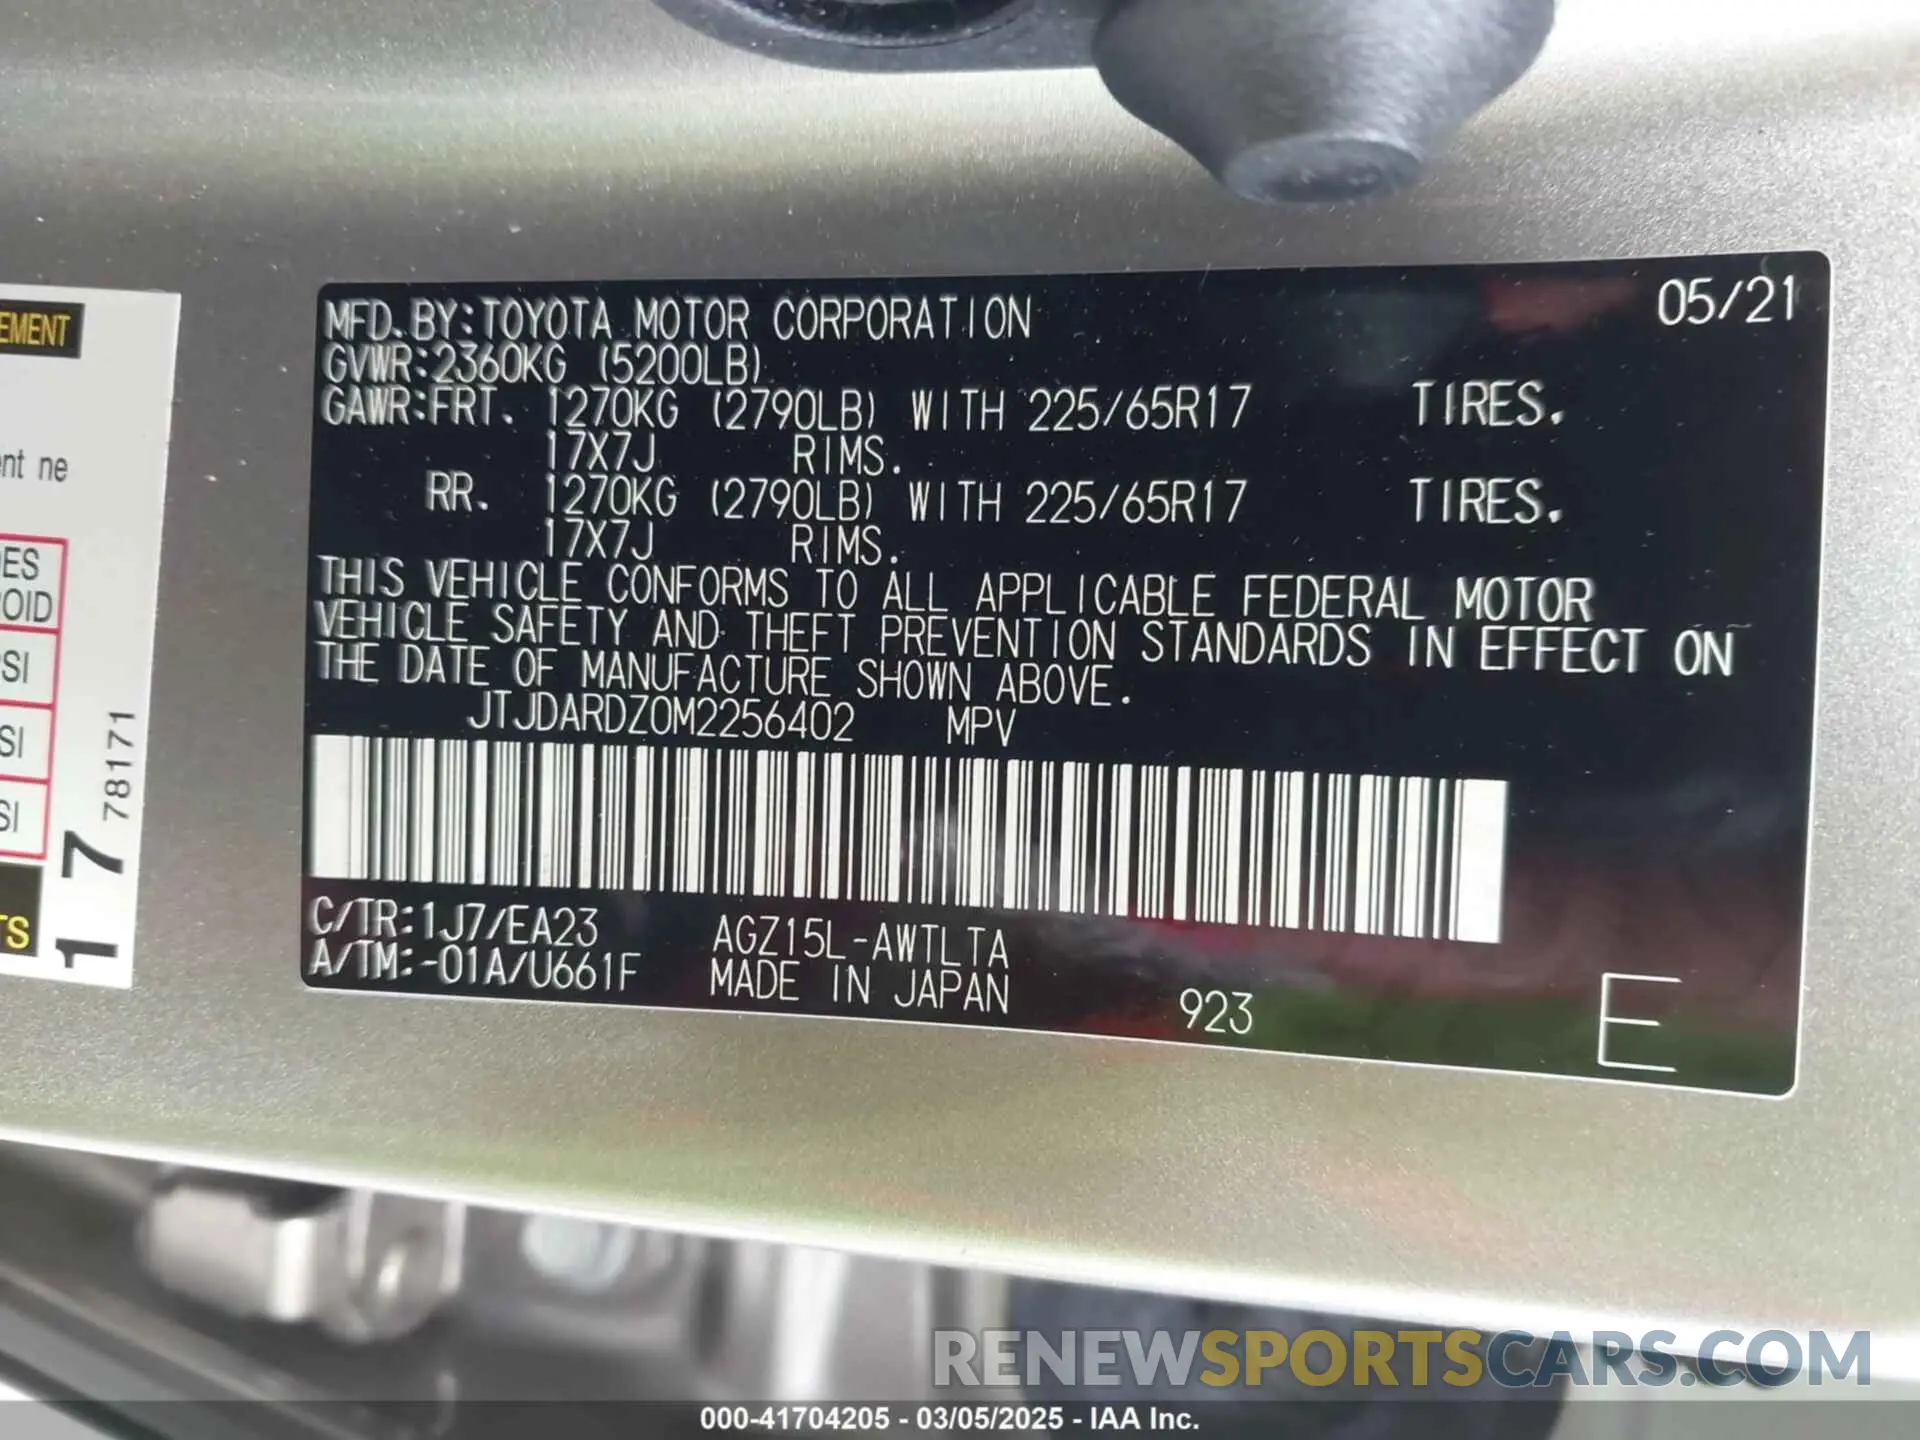 MFD. BY: TOYOTA MOTOR CORPORATION 05/21
GVWR: 2360KG (5200LB)
GAWR: FRT. 1270KG (2790LB) WITH 225/65R17 TIRES.
17X7J RIMS.
RR. 1270KG (2790LB) WITH 225/65R17 TIRES.
17X7J RIMS.
THIS VEHICLE CONFORMS TO ALL APPLICABLE FEDERAL MOTOR
VEHICLE SAFETY AND THEFT PREVENTION STANDARDS IN EFFECT ON
THE DATE OF MANUFACTURE SHOWN ABOVE.
JTJDARDZ0M2256402 MPV
C/TR: 1J7/EA23 AGZ15L-AWTLTA
A/TM: -01A/U661F MADE IN JAPAN 923 E
EMENT
nt ne
ES
OID
SI
SI
SI
TS
17 78171
RENEWSPORTSCARS.COM
000-41704205 - 03/05/2025 - IAA Inc.